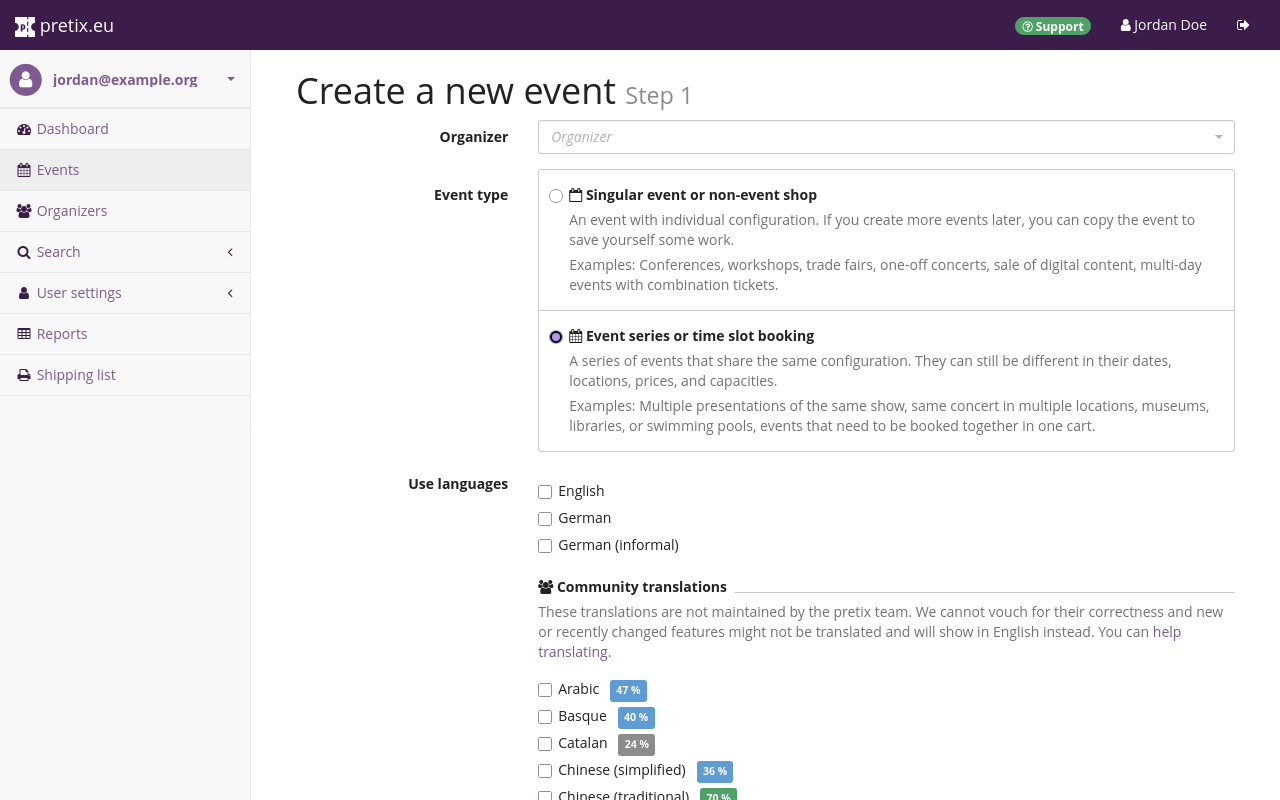 pretix.eu
Support
Jordan Doe
jordan@example.org
Dashboard
Events
Organizers
Search
User settings
Reports
Shipping list
Create a new event Step 1
Organizer
Organizer
Event type
Singular event or non-event shop
An event with individual configuration. If you create more events later, you can copy the event to
save yourself some work.
Examples: Conferences, workshops, trade fairs, one-off concerts, sale of digital content, multi-day
events with combination tickets.
Event series or time slot booking
A series of events that share the same configuration. They can still be different in their dates,
locations, prices, and capacities.
Examples: Multiple presentations of the same show, same concert in multiple locations, museums,
libraries, or swimming pools, events that need to be booked together in one cart.
Use languages
English
German
German (informal)
Community translations
These translations are not maintained by the pretix team. We cannot vouch for their correctness and new
or recently changed features might not be translated and will show in English instead. You can help
translating.
Arabic 47 %
Basque 40 %
Catalan 24 %
Chinese (simplified) 36 %
Chinese (traditional) 70 %